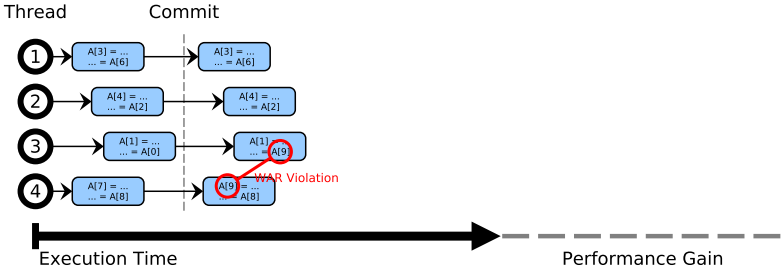 Thread Commit
1 A[3] = ... A[3] = ...
... = A[6] ... = A[6]
2 A[4] = ... A[4] = ...
... = A[2] ... = A[2]
3 A[1] = ... A[1] = ...
... = A[0] ... = A[9]
WAR Violation
4 A[7] = ... A[9] = ...
... = A[8] ... = A[8]
Execution Time Performance Gain